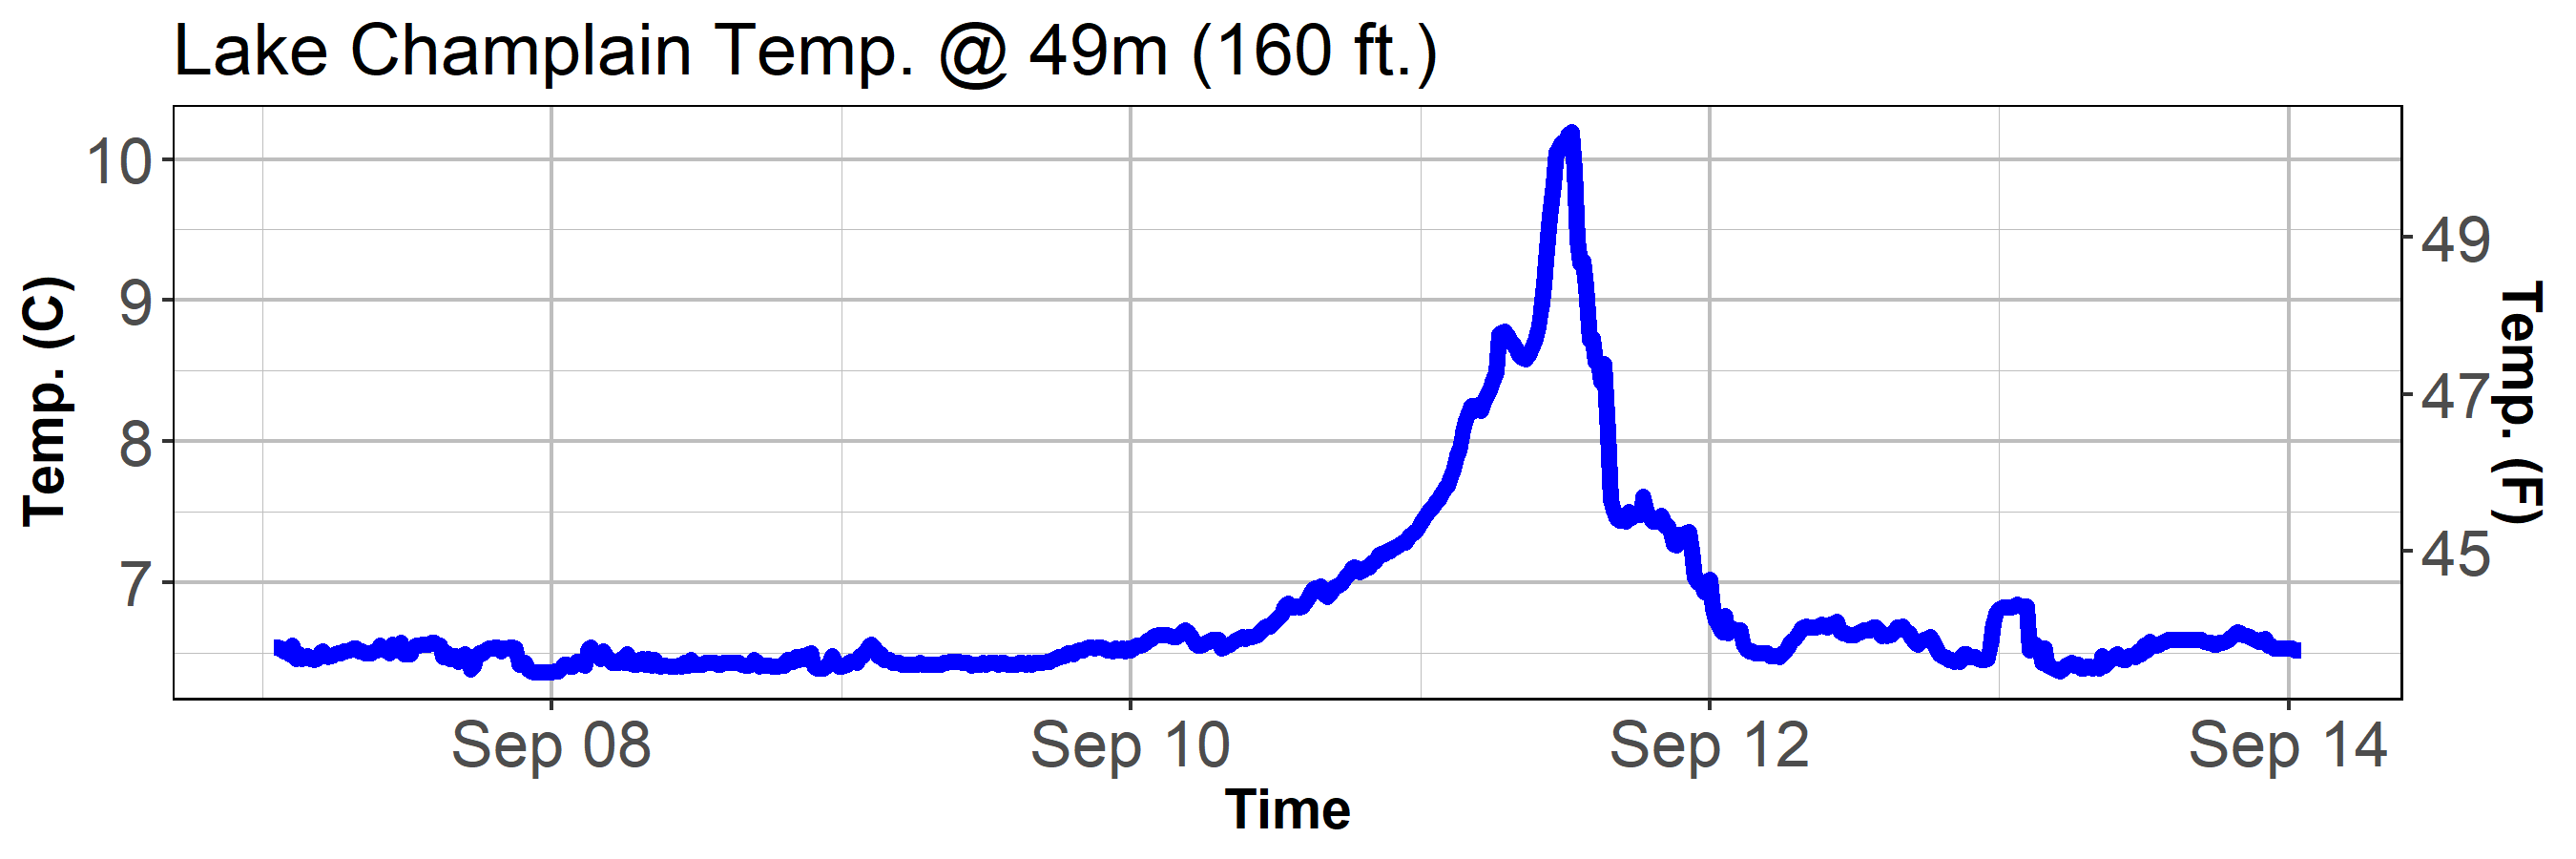 Lake Champlain Temp. @ 49m (160 ft.)
10
9
8
7
Temp. (C)
49
47
45
Temp. (F)
Sep 08 Sep 10 Sep 12 Sep 14
Time